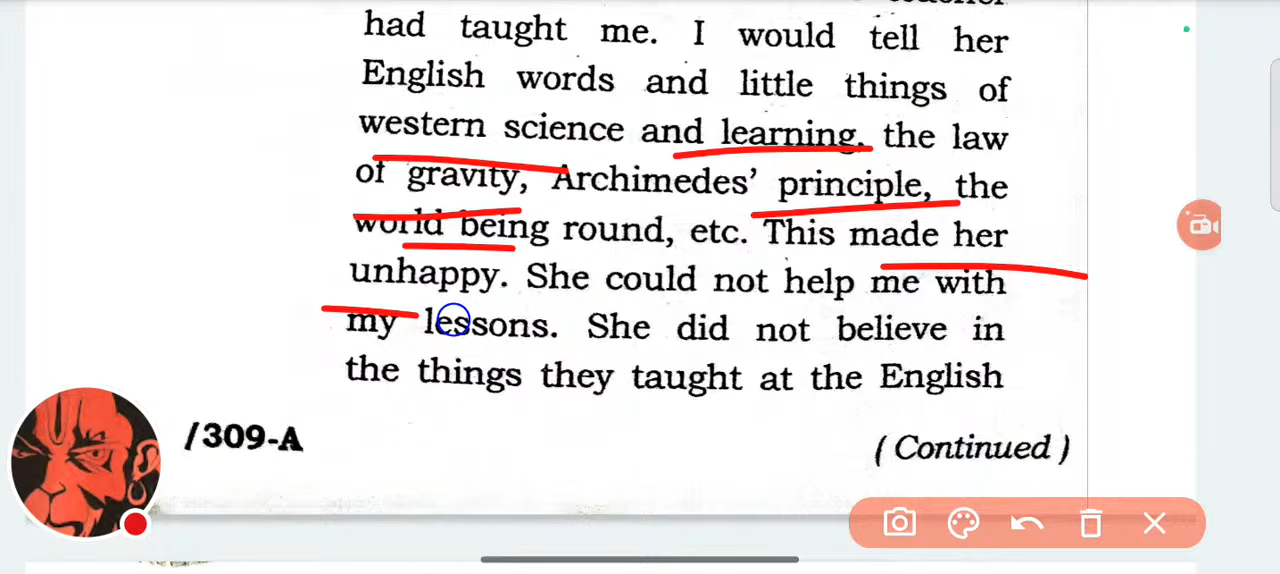 had taught me. I would tell her
English words and little things of
western science and learning, the law
of gravity, Archimedes' principle, the
world being round, etc. This made her
unhappy. She could not help me with
my lessons. She did not believe in
the things they taught at the English
/309-A
( Continued )